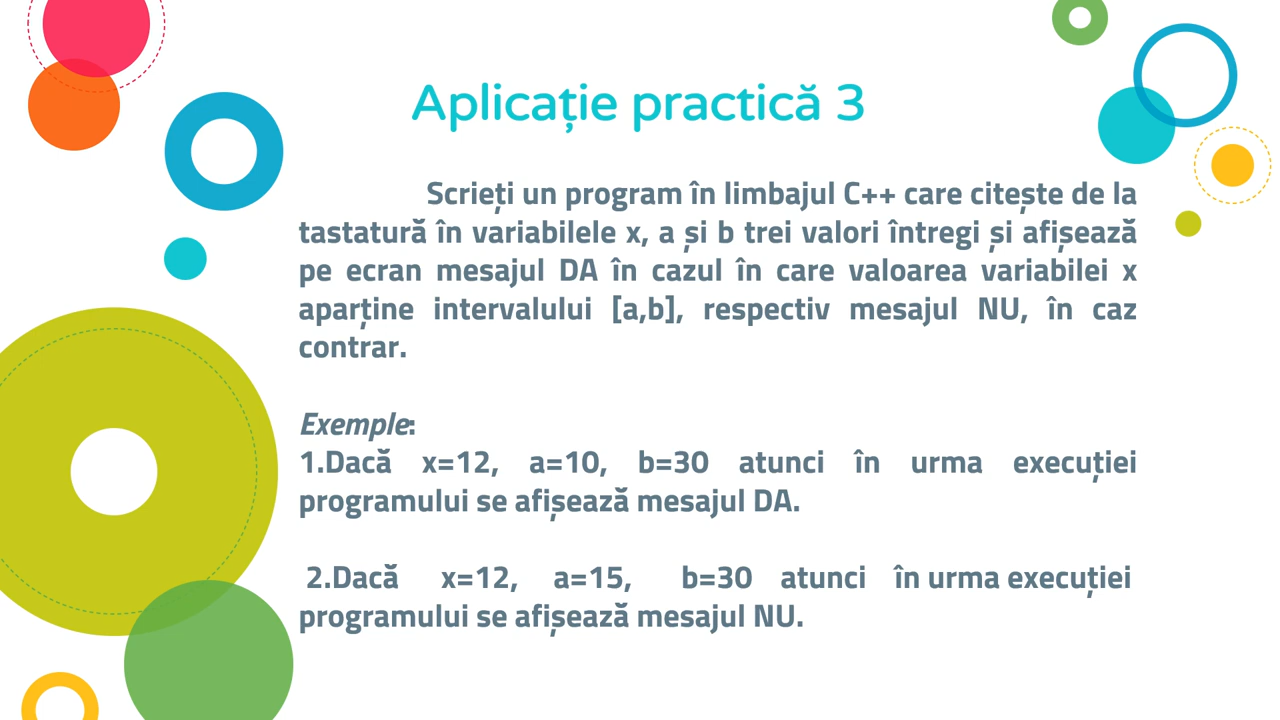 Aplicație practică 3
Scrieți un program în limbajul C++ care citește de la
tastatură în variabilele x, a și b trei valori întregi și afișează
pe ecran mesajul DA în cazul în care valoarea variabilei x
aparține intervalului [a,b], respectiv mesajul NU, în caz
contrar.
Exemple:
1.Dacă x=12, a=10, b=30 atunci în urma execuției
programului se afișează mesajul DA.
2.Dacă x=12, a=15, b=30 atunci în urma execuției
programului se afișează mesajul NU.